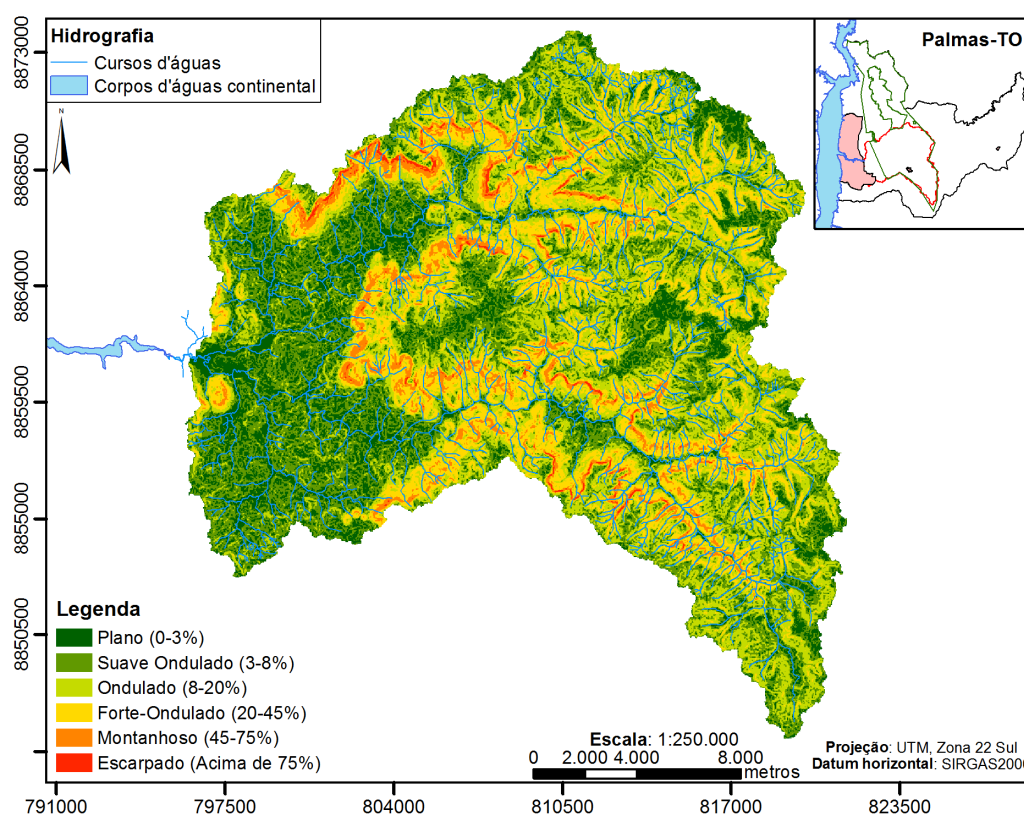 Hidrografia
Cursos d'águas
Corpos d'águas continental
N
Palmas-TO
8873000
8868500
8864000
8859500
8855000
8850500
Legenda
Plano (0-3%)
Suave Ondulado (3-8%)
Ondulado (8-20%)
Forte-Ondulado (20-45%)
Montanhoso (45-75%)
Escarpado (Acima de 75%)
Escala: 1:250.000
0 2.000 4.000 8.000
metros
Projeção: UTM, Zona 22 Sul
Datum horizontal: SIRGAS200
791000 797500 804000 810500 817000 823500